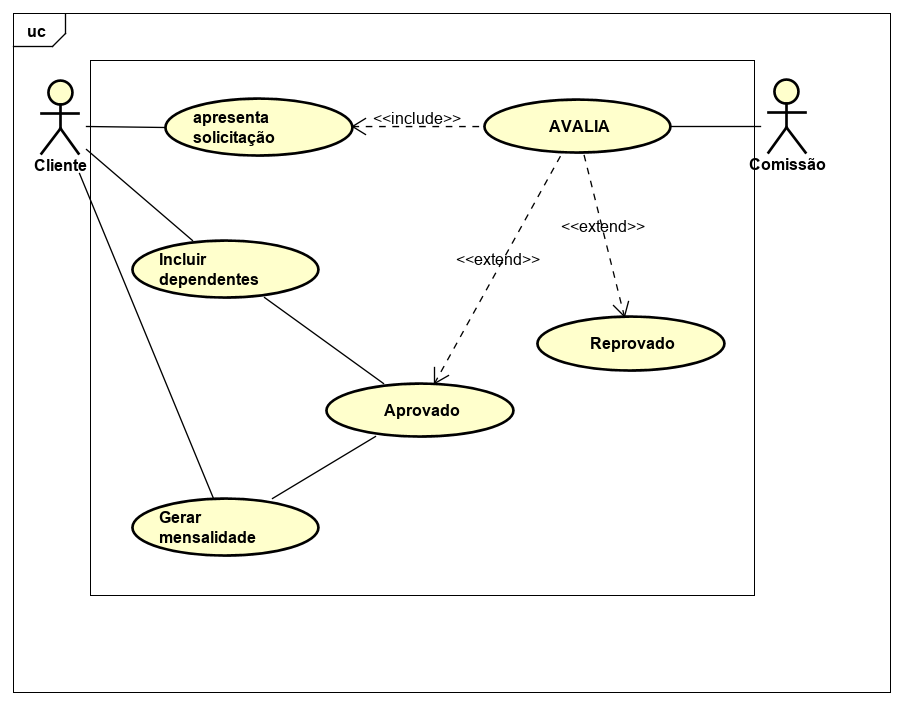 uc
apresenta
solicitação
<<include>>
AVALIA
Cliente
Comissão
<<extend>>
Incluir
dependentes
<<extend>>
Reprovado
Aprovado
Gerar
mensalidade